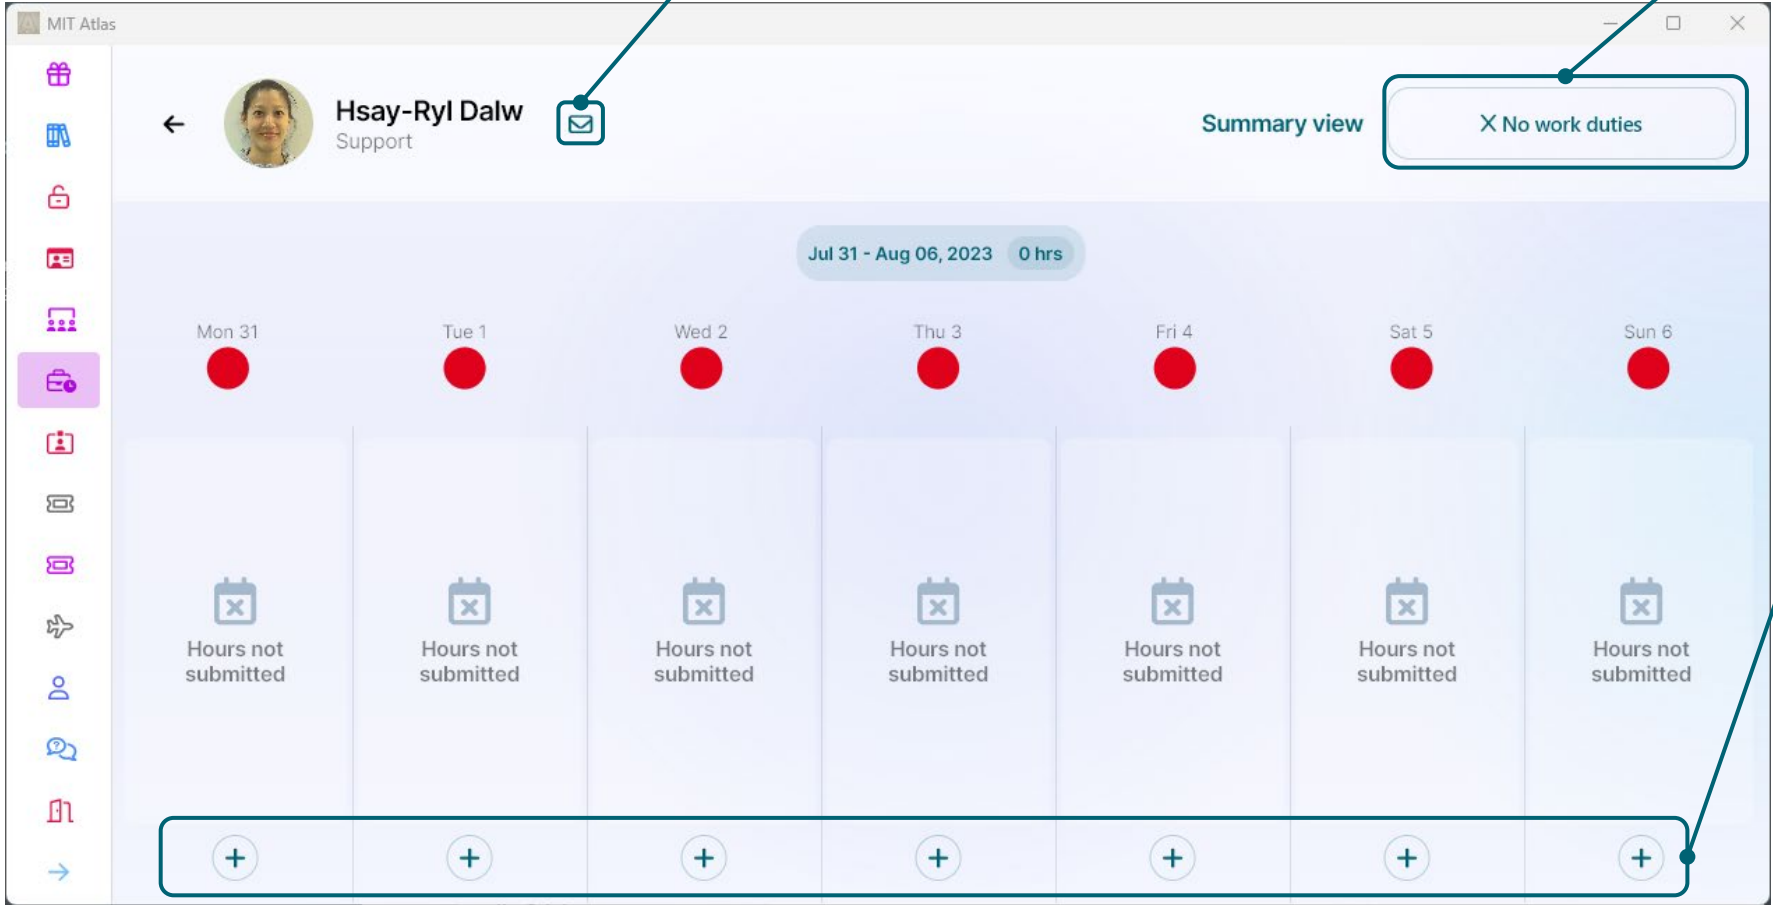 MIT Atlas
Hsay-Ryl Dalw
Support
Summary view
X No work duties
Jul 31 - Aug 06, 2023 0 hrs
Mon 31
Tue 1
Wed 2
Thu 3
Fri 4
Sat 5
Sun 6
Hours not
submitted
Hours not
submitted
Hours not
submitted
Hours not
submitted
Hours not
submitted
Hours not
submitted
Hours not
submitted